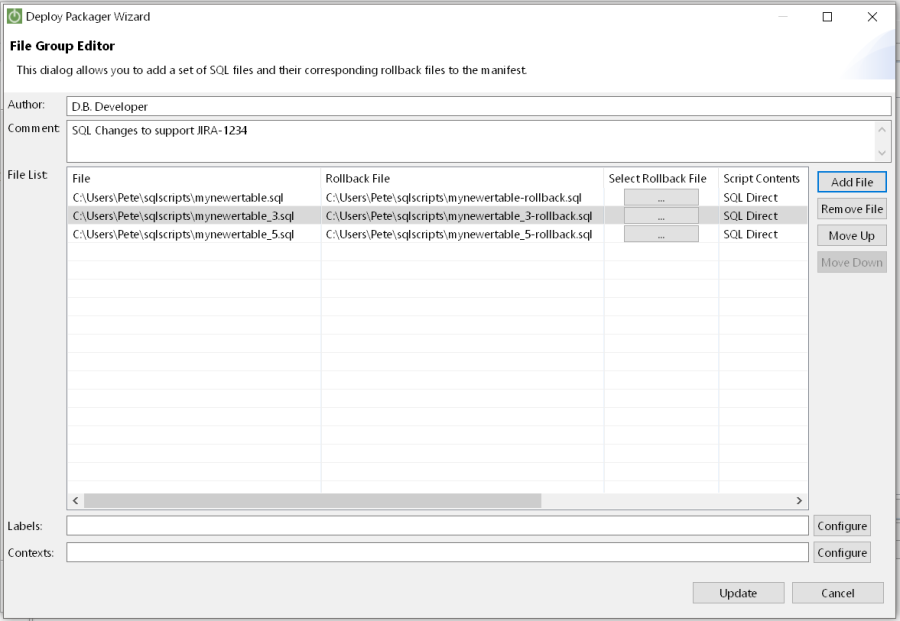 Deploy Packager Wizard
File Group Editor
This dialog allows you to add a set of SQL files and their corresponding rollback files to the manifest.
Author: D.B. Developer
Comment: SQL Changes to support JIRA-1234
File List: File Rollback File Select Rollback File Script Contents Add File
C:\Users\Pete\sqlscripts\mynewertable.sql C:\Users\Pete\sqlscripts\mynewertable-rollback.sql ... SQL Direct
C:\Users\Pete\sqlscripts\mynewertable_3.sql C:\Users\Pete\sqlscripts\mynewertable_3-rollback.sql ... SQL Direct Remove File
C:\Users\Pete\sqlscripts\mynewertable_5.sql C:\Users\Pete\sqlscripts\mynewertable_5-rollback.sql ... SQL Direct Move Up
Move Down
Labels: Configure
Contexts: Configure
Update Cancel